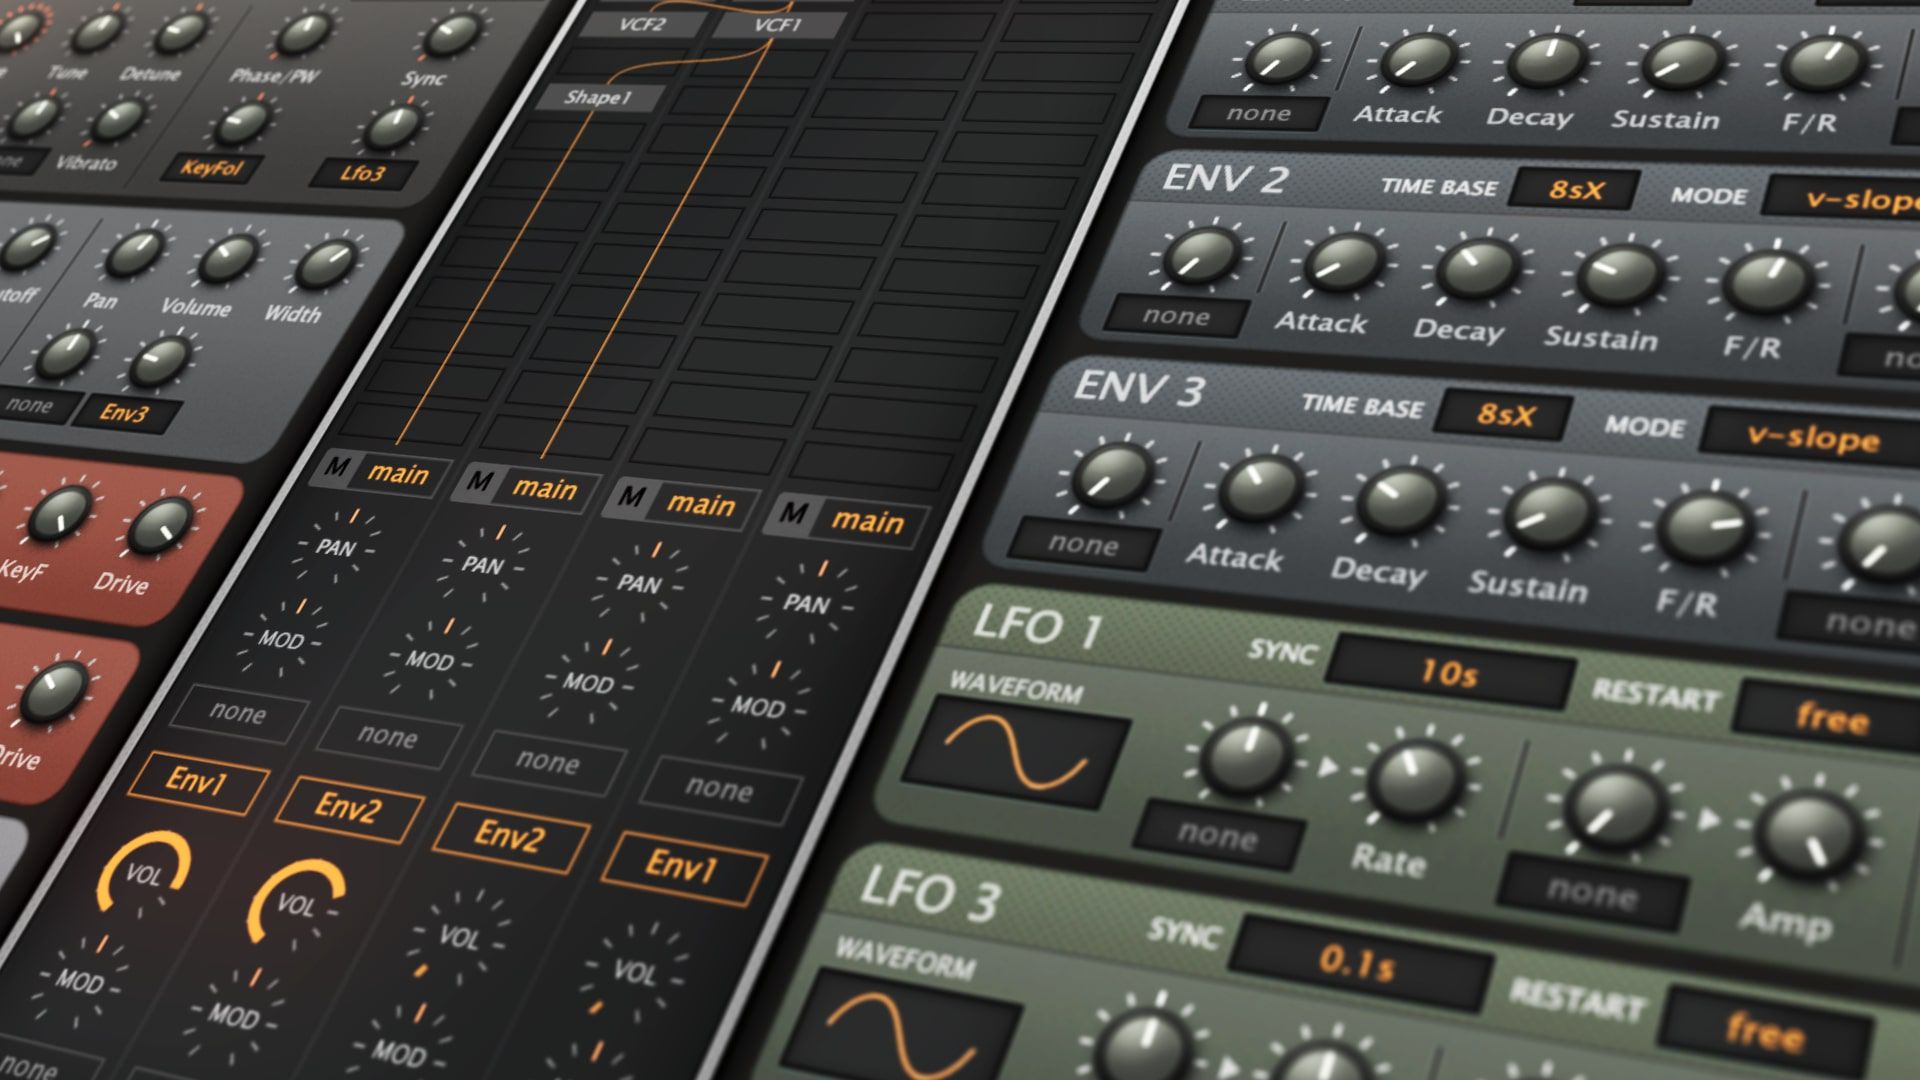 Tune Detune Phase/PW Sync
Vibrato KeyFol Lfo3
Pan Volume Width
none Env3
KeyF Drive
VCF2 VCF1
Shape1
M main M main M main M main
PAN PAN PAN PAN
MOD MOD MOD MOD
none none none none
Env1 Env2 Env2 Env1
VOL VOL VOL VOL
MOD MOD MOD
none
none Attack Decay Sustain F/R
ENV 2 TIME BASE 8sX MODE v-slope
none Attack Decay Sustain F/R
ENV 3 TIME BASE 8sX MODE v-slope
none Attack Decay Sustain F/R none
LFO 1 SYNC 10s RESTART free
WAVEFORM
none Rate none Amp
LFO 3 SYNC 0.1s RESTART free
WAVEFORM